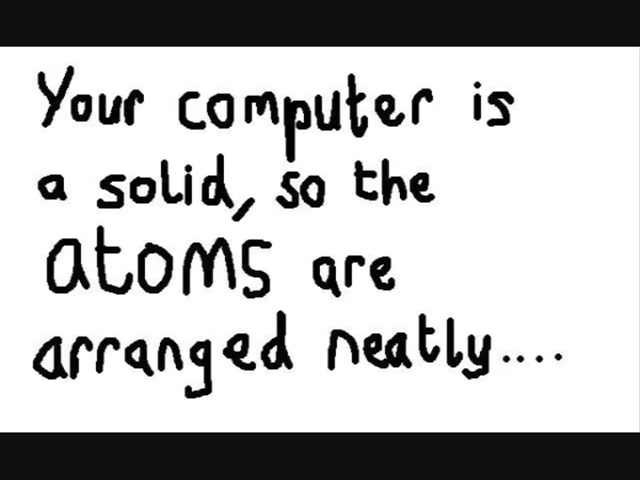 Your computer is
a solid, so the
atoms are
arranged neatly....